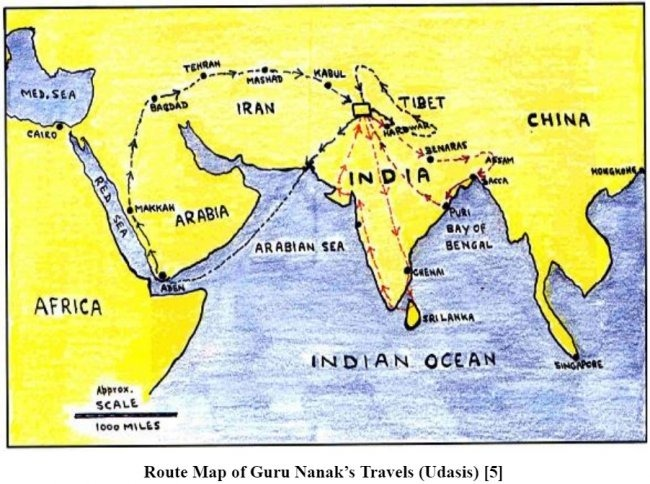 MED. SEA
CAIRO
TEHRAN
MASHAD
KABUL
BAGDAD
IRAN
TIBET
CHINA
HARDWAR
BENARAS
ASSAM
DACCA
HONGKONG
INDIA
RED SEA
MAKKAH
ARABIA
PURI
ARABIAN SEA
BAY OF
BENGAL
CHENAI
ADEN
AFRICA
SRILANKA
INDIAN OCEAN
SINGAPORE
Approx.
SCALE
1000 MILES
Route Map of Guru Nanak’s Travels (Udasis) [5]